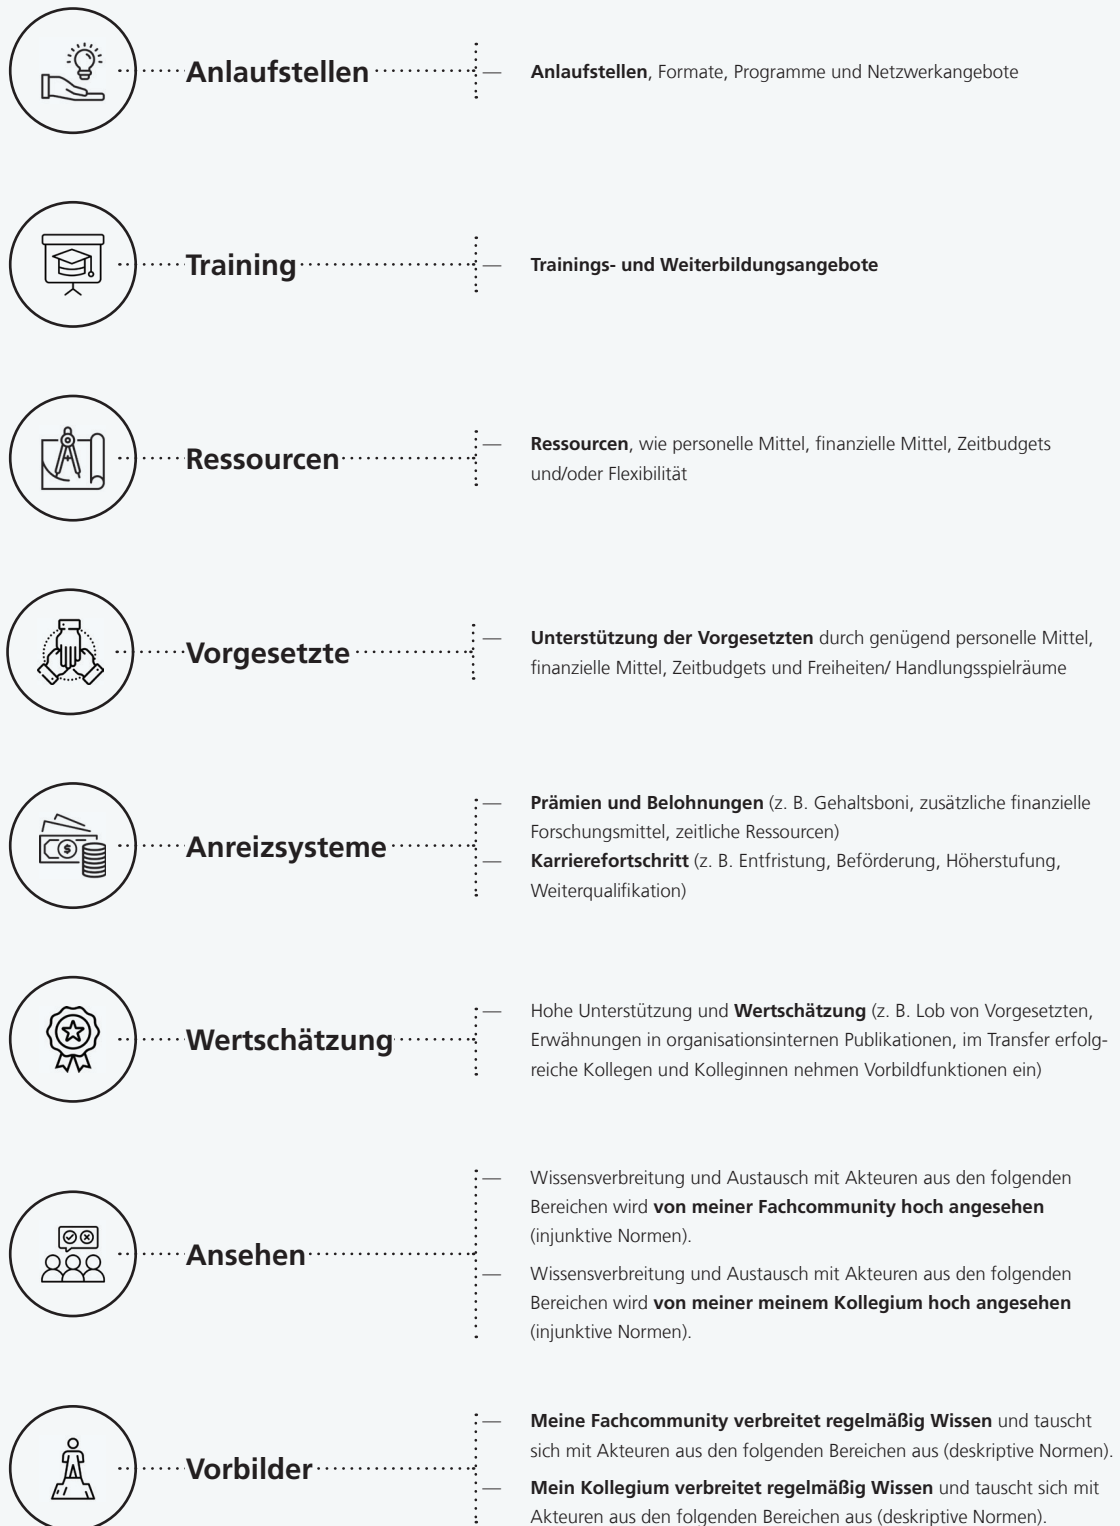 Anlaufstellen
— Anlaufstellen, Formate, Programme und Netzwerkangebote
Training
— Trainings- und Weiterbildungsangebote
Ressourcen
— Ressourcen, wie personelle Mittel, finanzielle Mittel, Zeitbudgets
und/oder Flexibilität
Vorgesetzte
— Unterstützung der Vorgesetzten durch genügend personelle Mittel,
finanzielle Mittel, Zeitbudgets und Freiheiten/ Handlungsspielräume
Anreizsysteme
— Prämien und Belohnungen (z. B. Gehaltsboni, zusätzliche finanzielle
Forschungsmittel, zeitliche Ressourcen)
— Karrierefortschritt (z. B. Entfristung, Beförderung, Höherstufung,
Weiterqualifikation)
Wertschätzung
— Hohe Unterstützung und Wertschätzung (z. B. Lob von Vorgesetzten,
Erwähnungen in organisationsinternen Publikationen, im Transfer erfolg-
reiche Kollegen und Kolleginnen nehmen Vorbildfunktionen ein)
Ansehen
— Wissensverbreitung und Austausch mit Akteuren aus den folgenden
Bereichen wird von meiner Fachcommunity hoch angesehen
(injunktive Normen).
— Wissensverbreitung und Austausch mit Akteuren aus den folgenden
Bereichen wird von meiner meinem Kollegium hoch angesehen
(injunktive Normen).
Vorbilder
— Meine Fachcommunity verbreitet regelmäßig Wissen und tauscht
sich mit Akteuren aus den folgenden Bereichen aus (deskriptive Normen).
— Mein Kollegium verbreitet regelmäßig Wissen und tauscht sich mit
Akteuren aus den folgenden Bereichen aus (deskriptive Normen).